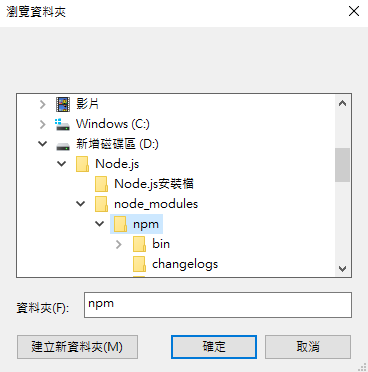 瀏覽資料夾
影片
Windows (C:)
新增磁碟區 (D:)
Node.js
Node.js安裝檔
node_modules
npm
bin
changelogs
資料夾(F): npm
建立新資料夾(M) 確定 取消